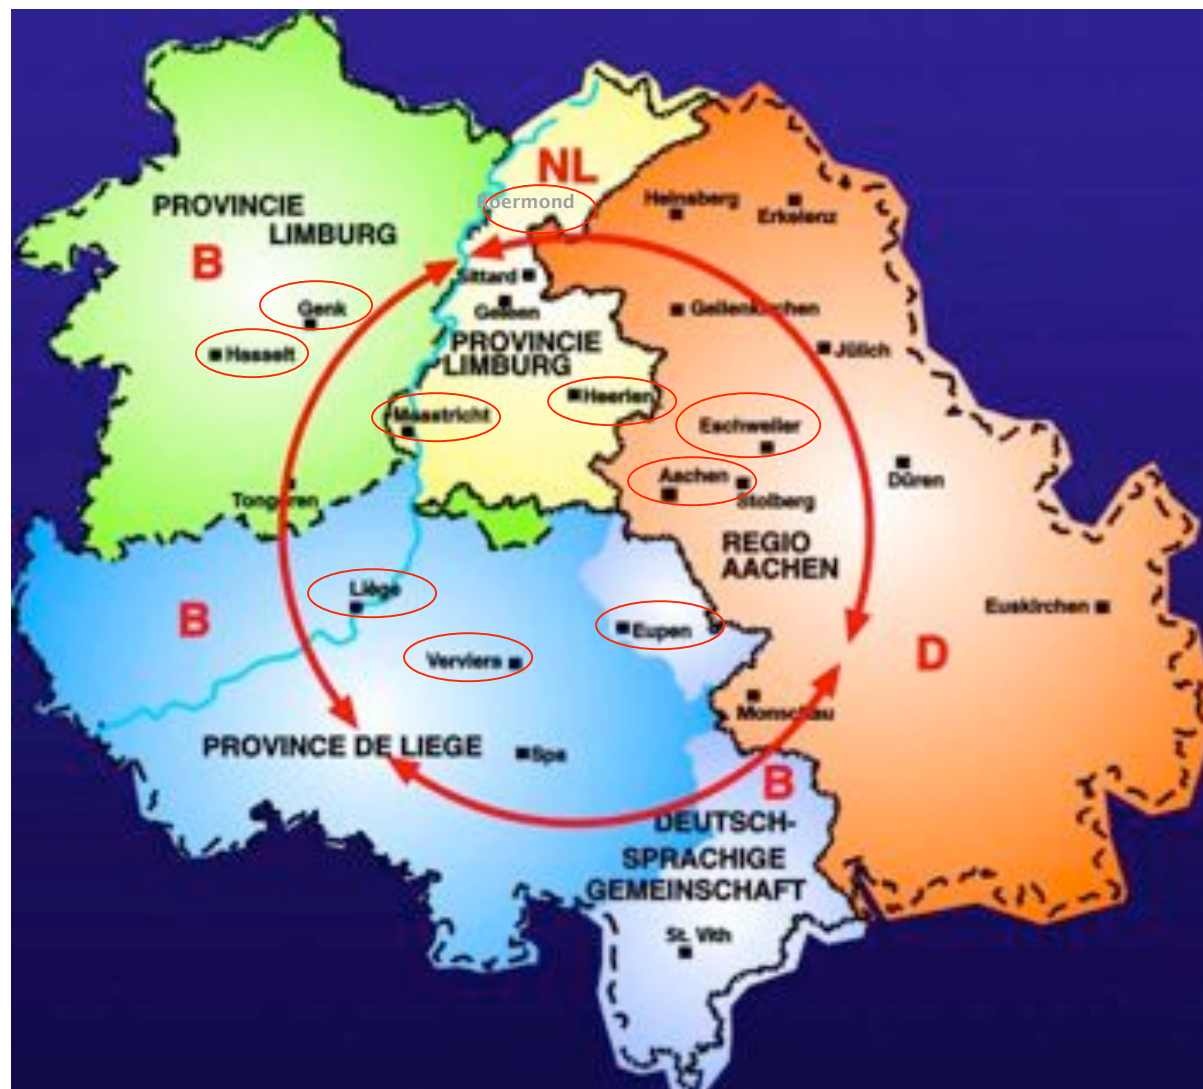 NL
Roermond
PROVINCIE
LIMBURG
B
Heinsberg
Erkelenz
Sittard
Geleen
Genk
Hasselt
Geilenkirchen
Jülich
PROVINCIE
LIMBURG
Heerlen
Maastricht
Eschweiler
Aachen
Stolberg
Düren
Tongeren
REGIO
AACHEN
Liège
B
Eupen
Euskirchen
Verviers
D
Monschau
PROVINCE DE LIEGE
Spa
B
DEUTSCH-
SPRACHIGE
GEMEINSCHAFT
St. Vith